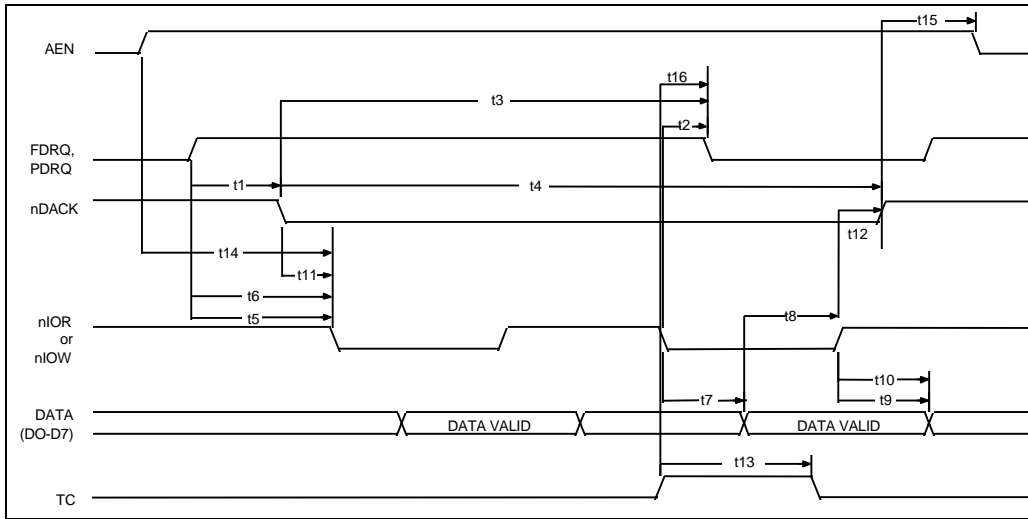 t15
AEN
t16
t3
t2
FDRQ,
PDRQ
t1
t4
nDACK
t12
t14
t11
t6
t5
t8
nIOR
or
nIOW
t10
t7
t9
DATA
(DO-D7)
DATA VALID
DATA VALID
t13
TC